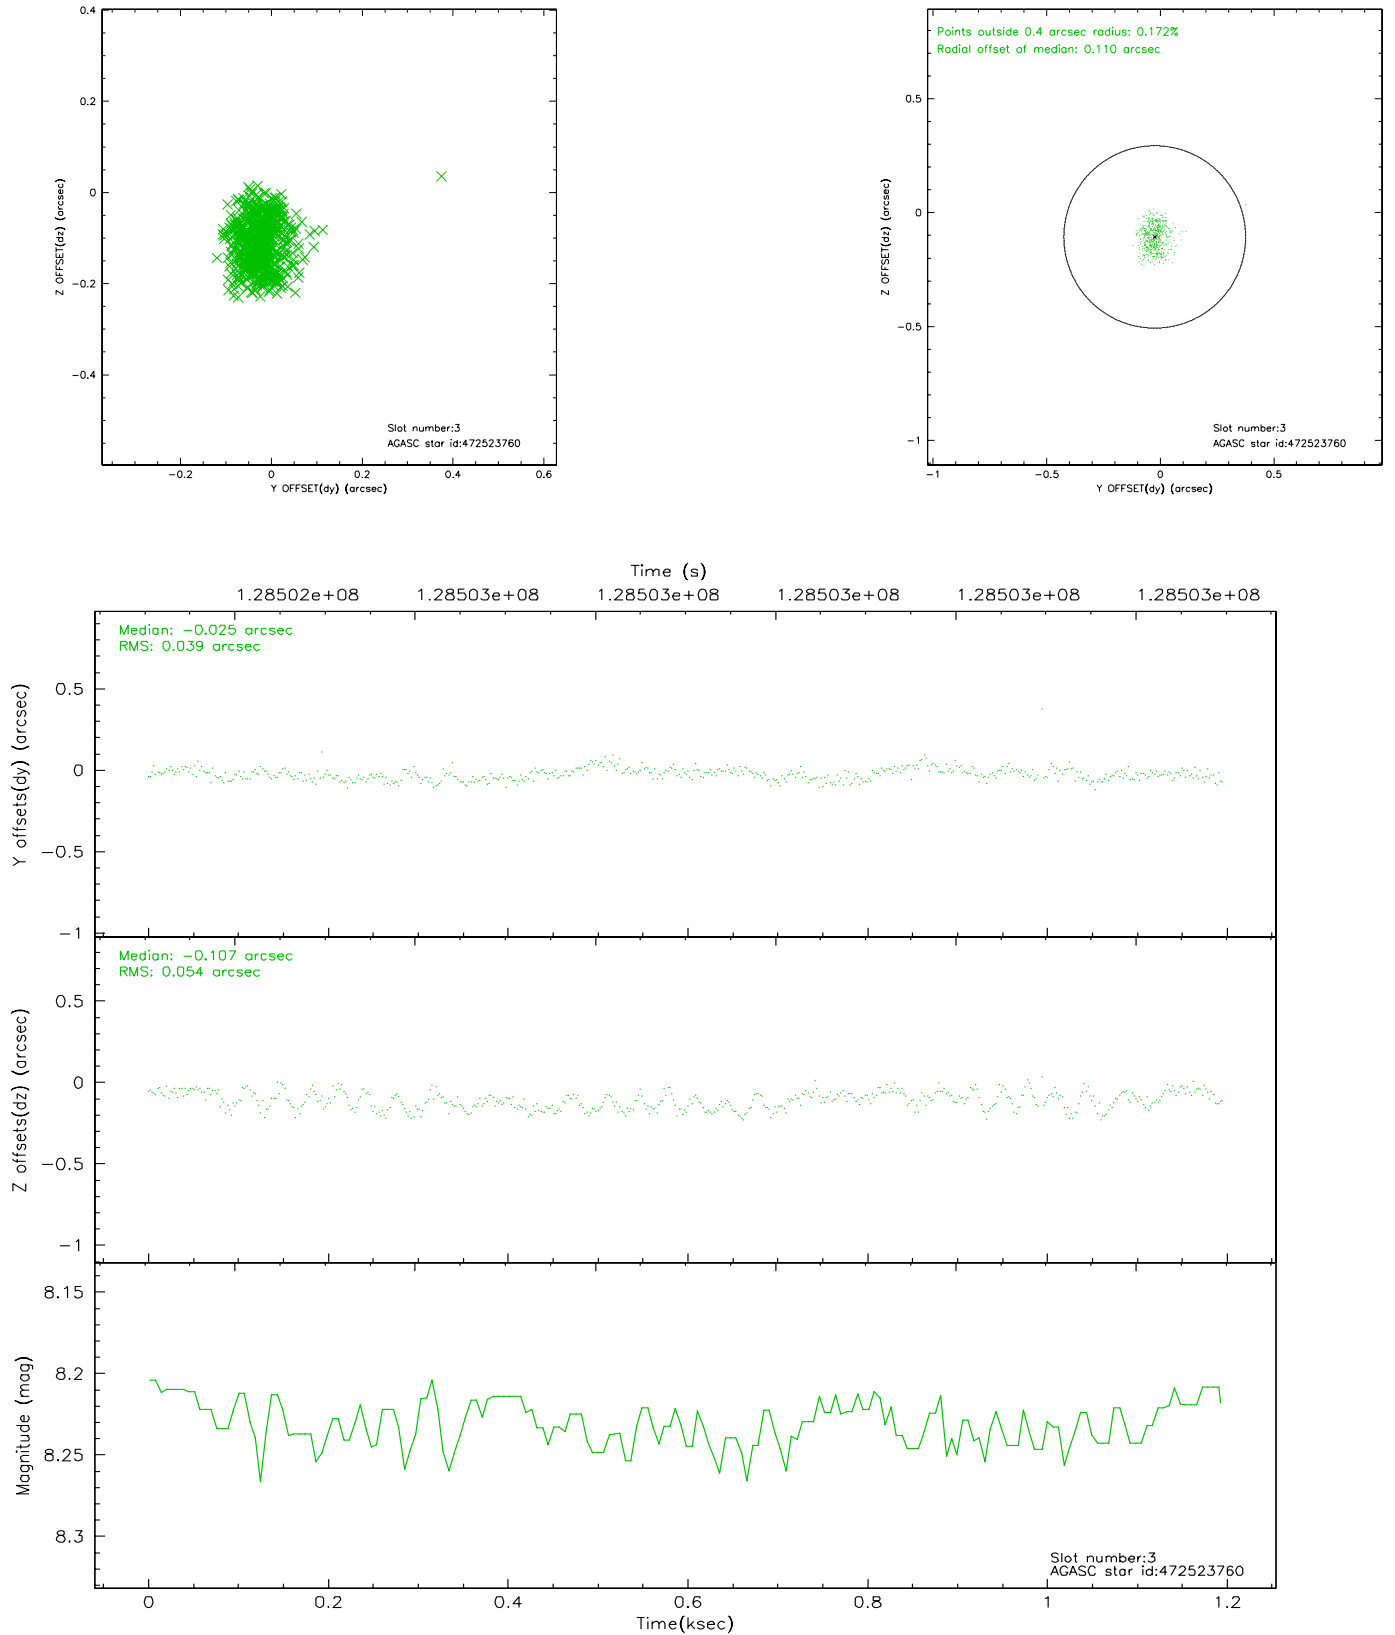 0.4
0.2
0
−0.2
−0.4
−0.2
0
0.2
0.4
0.6
Z OFFSET(dz) (arcsec)
Y OFFSET(dy) (arcsec)
Slot number:3
AGASC star id:472523760
Points outside 0.4 arcsec radius: 0.172%
Radial offset of median: 0.110 arcsec
0.5
0
−0.5
−1
−1
−0.5
0
0.5
Z OFFSET(dz) (arcsec)
Y OFFSET(dy) (arcsec)
Slot number:3
AGASC star id:472523760
Time (s)
1.28502e+08
1.28503e+08
1.28503e+08
1.28503e+08
1.28503e+08
1.28503e+08
Median: −0.025 arcsec
RMS: 0.039 arcsec
0.5
0
−0.5
−1
Y offsets(dy) (arcsec)
Median: −0.107 arcsec
RMS: 0.054 arcsec
0.5
0
−0.5
−1
Z offsets(dz) (arcsec)
8.15
8.2
8.25
8.3
Magnitude (mag)
Slot number:3
AGASC star id:472523760
0
0.2
0.4
0.6
0.8
1
1.2
Time(ksec)